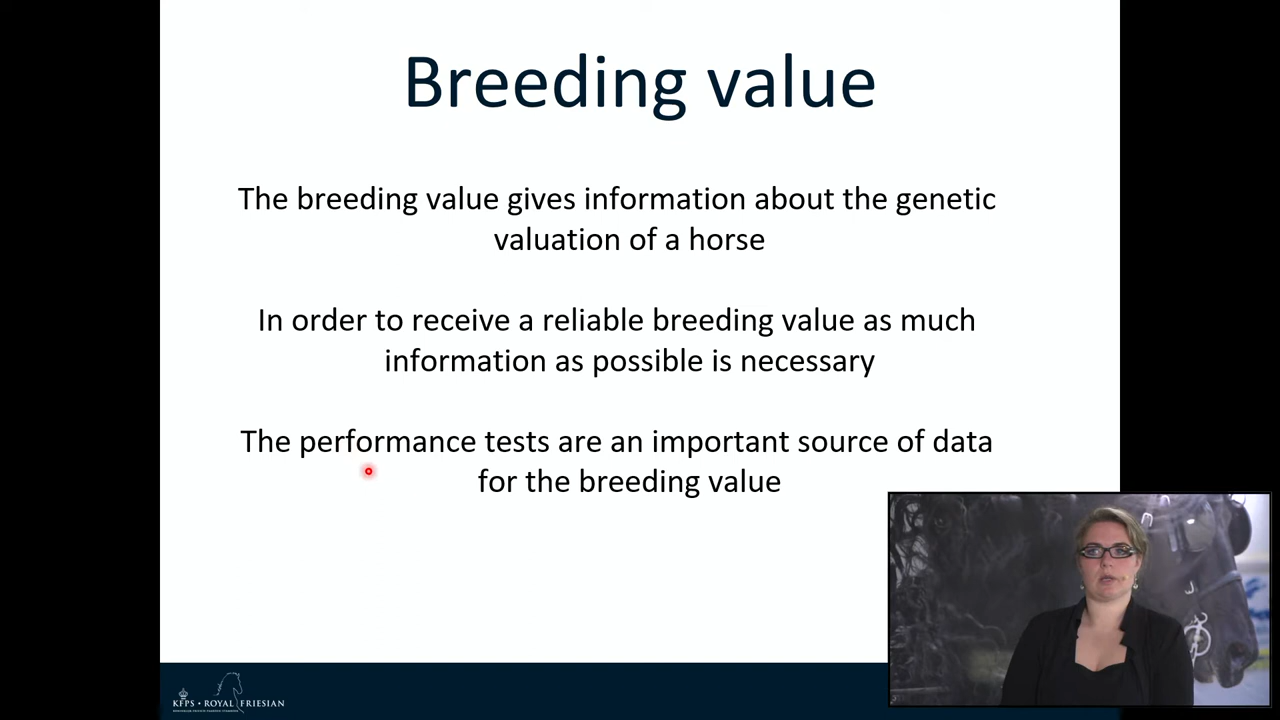 Breeding value
The breeding value gives information about the genetic
valuation of a horse
In order to receive a reliable breeding value as much
information as possible is necessary
The performance tests are an important source of data
for the breeding value
KFPS • ROYAL FRIESIAN